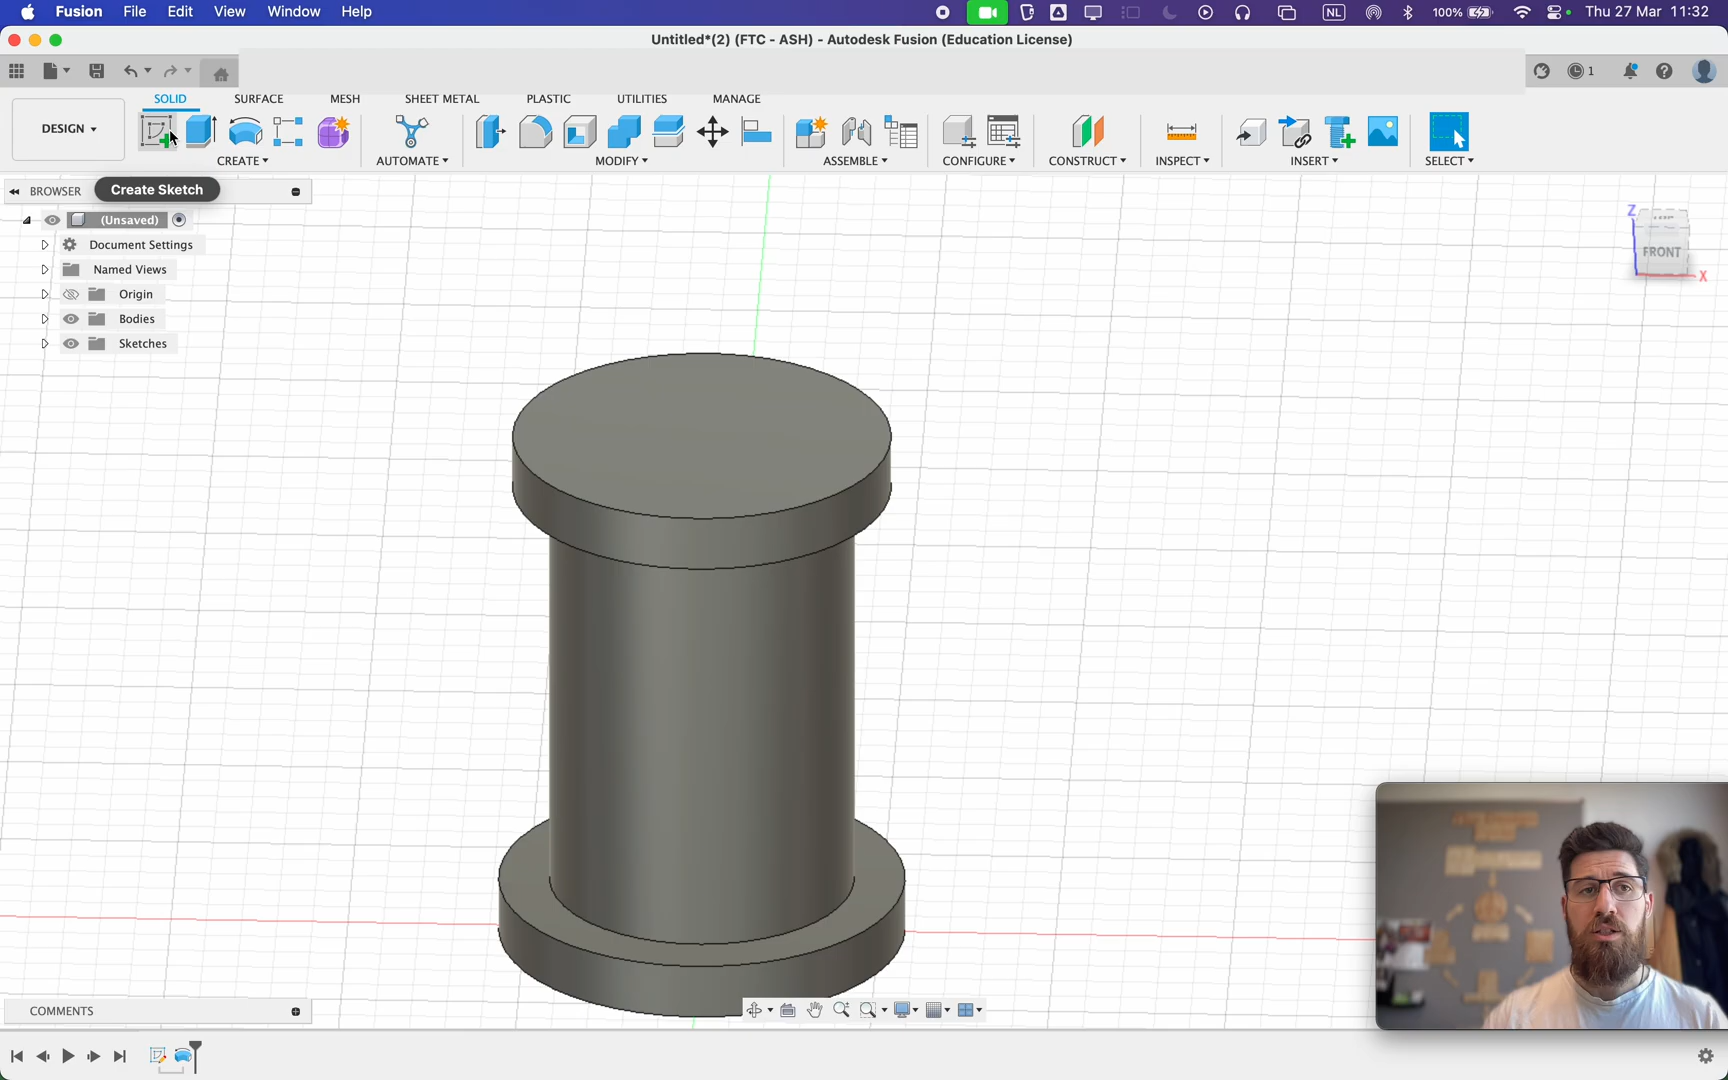 Fusion File Edit View Window Help NL 100% Thu 27 Mar 11:32
Untitled*(2) (FTC - ASH) - Autodesk Fusion (Education License)
1
SOLID SURFACE MESH SHEET METAL PLASTIC UTILITIES MANAGE
DESIGN
CREATE AUTOMATE MODIFY ASSEMBLE CONFIGURE CONSTRUCT INSPECT INSERT SELECT
BROWSER
Create Sketch
(Unsaved)
Document Settings
Named Views
Origin
Bodies
Sketches
Z
FRONT
X
COMMENTS